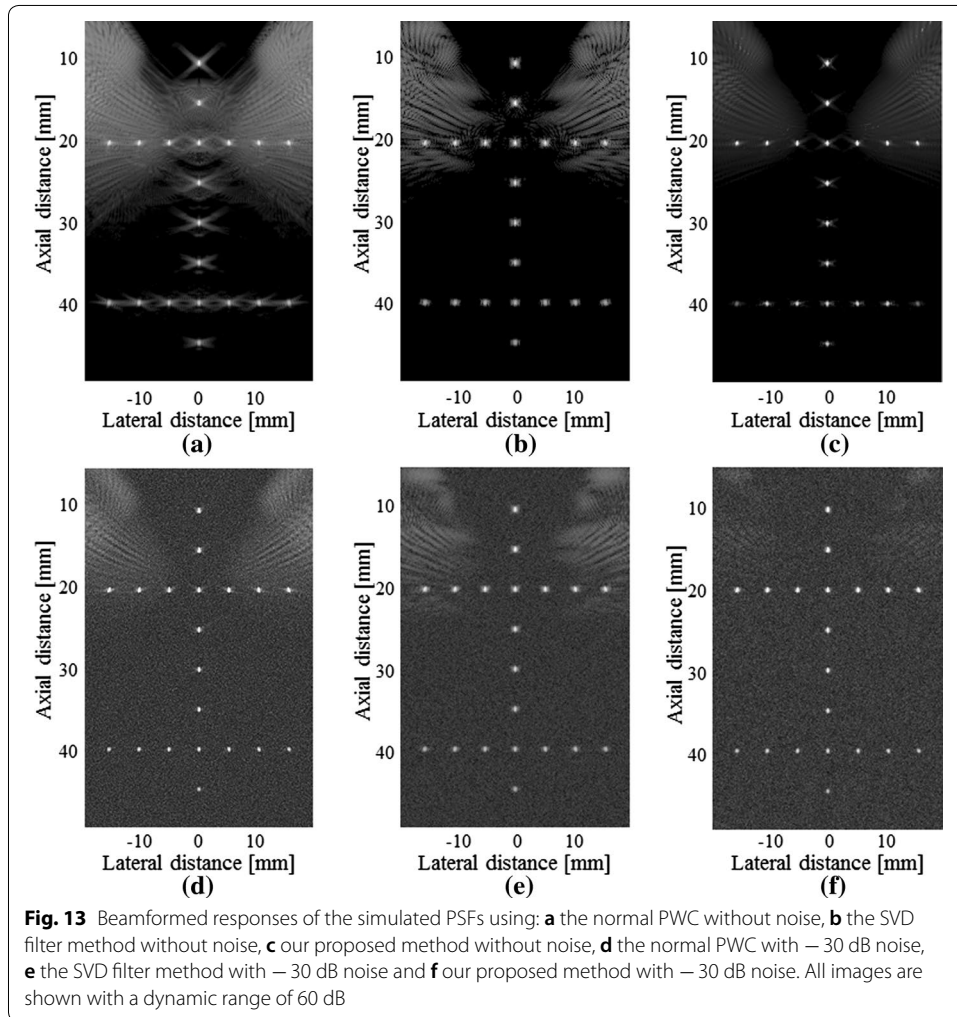 10
20
30
40
Axial distance [mm]
-10 0 10
Lateral distance [mm]
(a)
10
20
30
40
Axial distance [mm]
-10 0 10
Lateral distance [mm]
(b)
10
20
30
40
Axial distance [mm]
-10 0 10
Lateral distance [mm]
(c)
10
20
30
40
Axial distance [mm]
-10 0 10
Lateral distance [mm]
(d)
10
20
30
40
Axial distance [mm]
-10 0 10
Lateral distance [mm]
(e)
10
20
30
40
Axial distance [mm]
-10 0 10
Lateral distance [mm]
(f)
Fig. 13 Beamformed responses of the simulated PSFs using: a the normal PWC without noise, b the SVD
filter method without noise, c our proposed method without noise, d the normal PWC with − 30 dB noise,
e the SVD filter method with − 30 dB noise and f our proposed method with − 30 dB noise. All images are
shown with a dynamic range of 60 dB